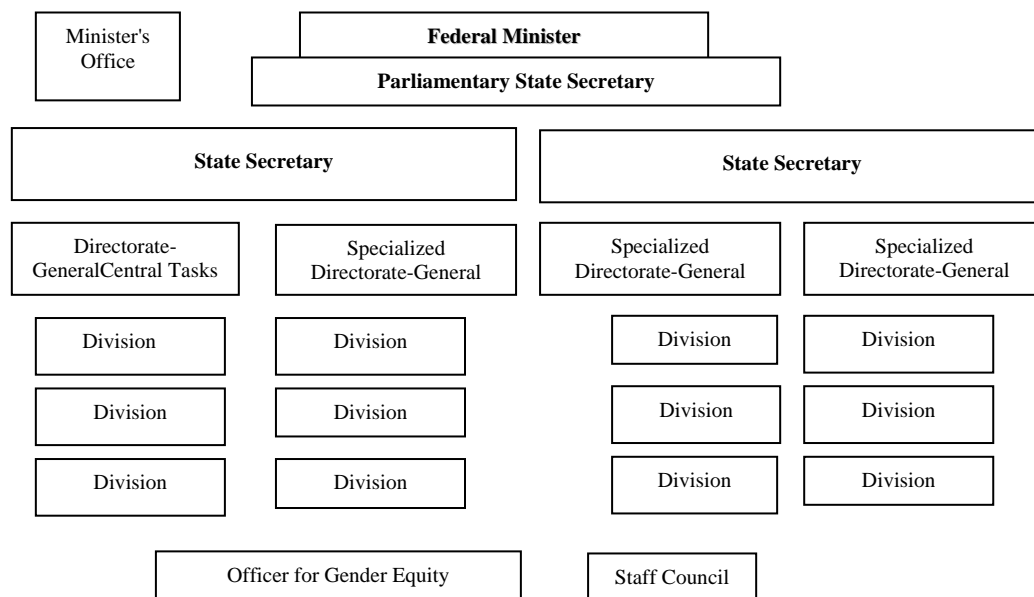 Minister's
Office
Federal Minister
Parliamentary State Secretary
State Secretary
State Secretary
Directorate-
GeneralCentral Tasks
Specialized
Directorate-General
Specialized
Directorate-General
Specialized
Directorate-General
Division
Division
Division
Division
Division
Division
Division
Division
Division
Division
Division
Division
Officer for Gender Equity
Staff Council